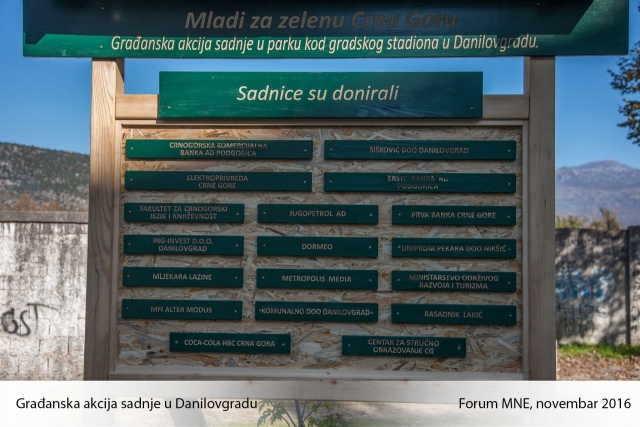 Mladi za zelenu Crnu Goru
Građanska akcija sadnje u parku kod gradskog stadiona u Danilovgradu.
Sadnice su donirali
CRNOGORSKA KOMERCIJALNA
BANKA AD PODGORICA
ŠIŠKOVIĆ DOO DANILOVGRAD
ELEKTROPRIVREDA
CRNE GORE
ERSTE BANKA AD
PODGORICA
FAKULTET ZA CRNOGORSKI
JEZIK I KNJIŽEVNOST
JUGOPETROL AD
PRVA BANKA CRNE GORE
ING-INVEST D.O.O.
DANILOVGRAD
DORMEO
"UNIPROM PEKARA DOO NIKŠIĆ"
MLJEKARA LAZINE
METROPOLIS MEDIA
MINISTARSTVO ODRŽIVOG
RAZVOJA I TURIZMA
MFI ALTER MODUS
"KOMUNALNO DOO DANILOVGRAD"
RASADNIK LAKIĆ
COCA-COLA HBC CRNA GORA
CENTAR ZA STRUČNO
OBRAZOVANJE CG
OST
Građanska akcija sadnje u Danilovgradu
Forum MNE, novembar 2016